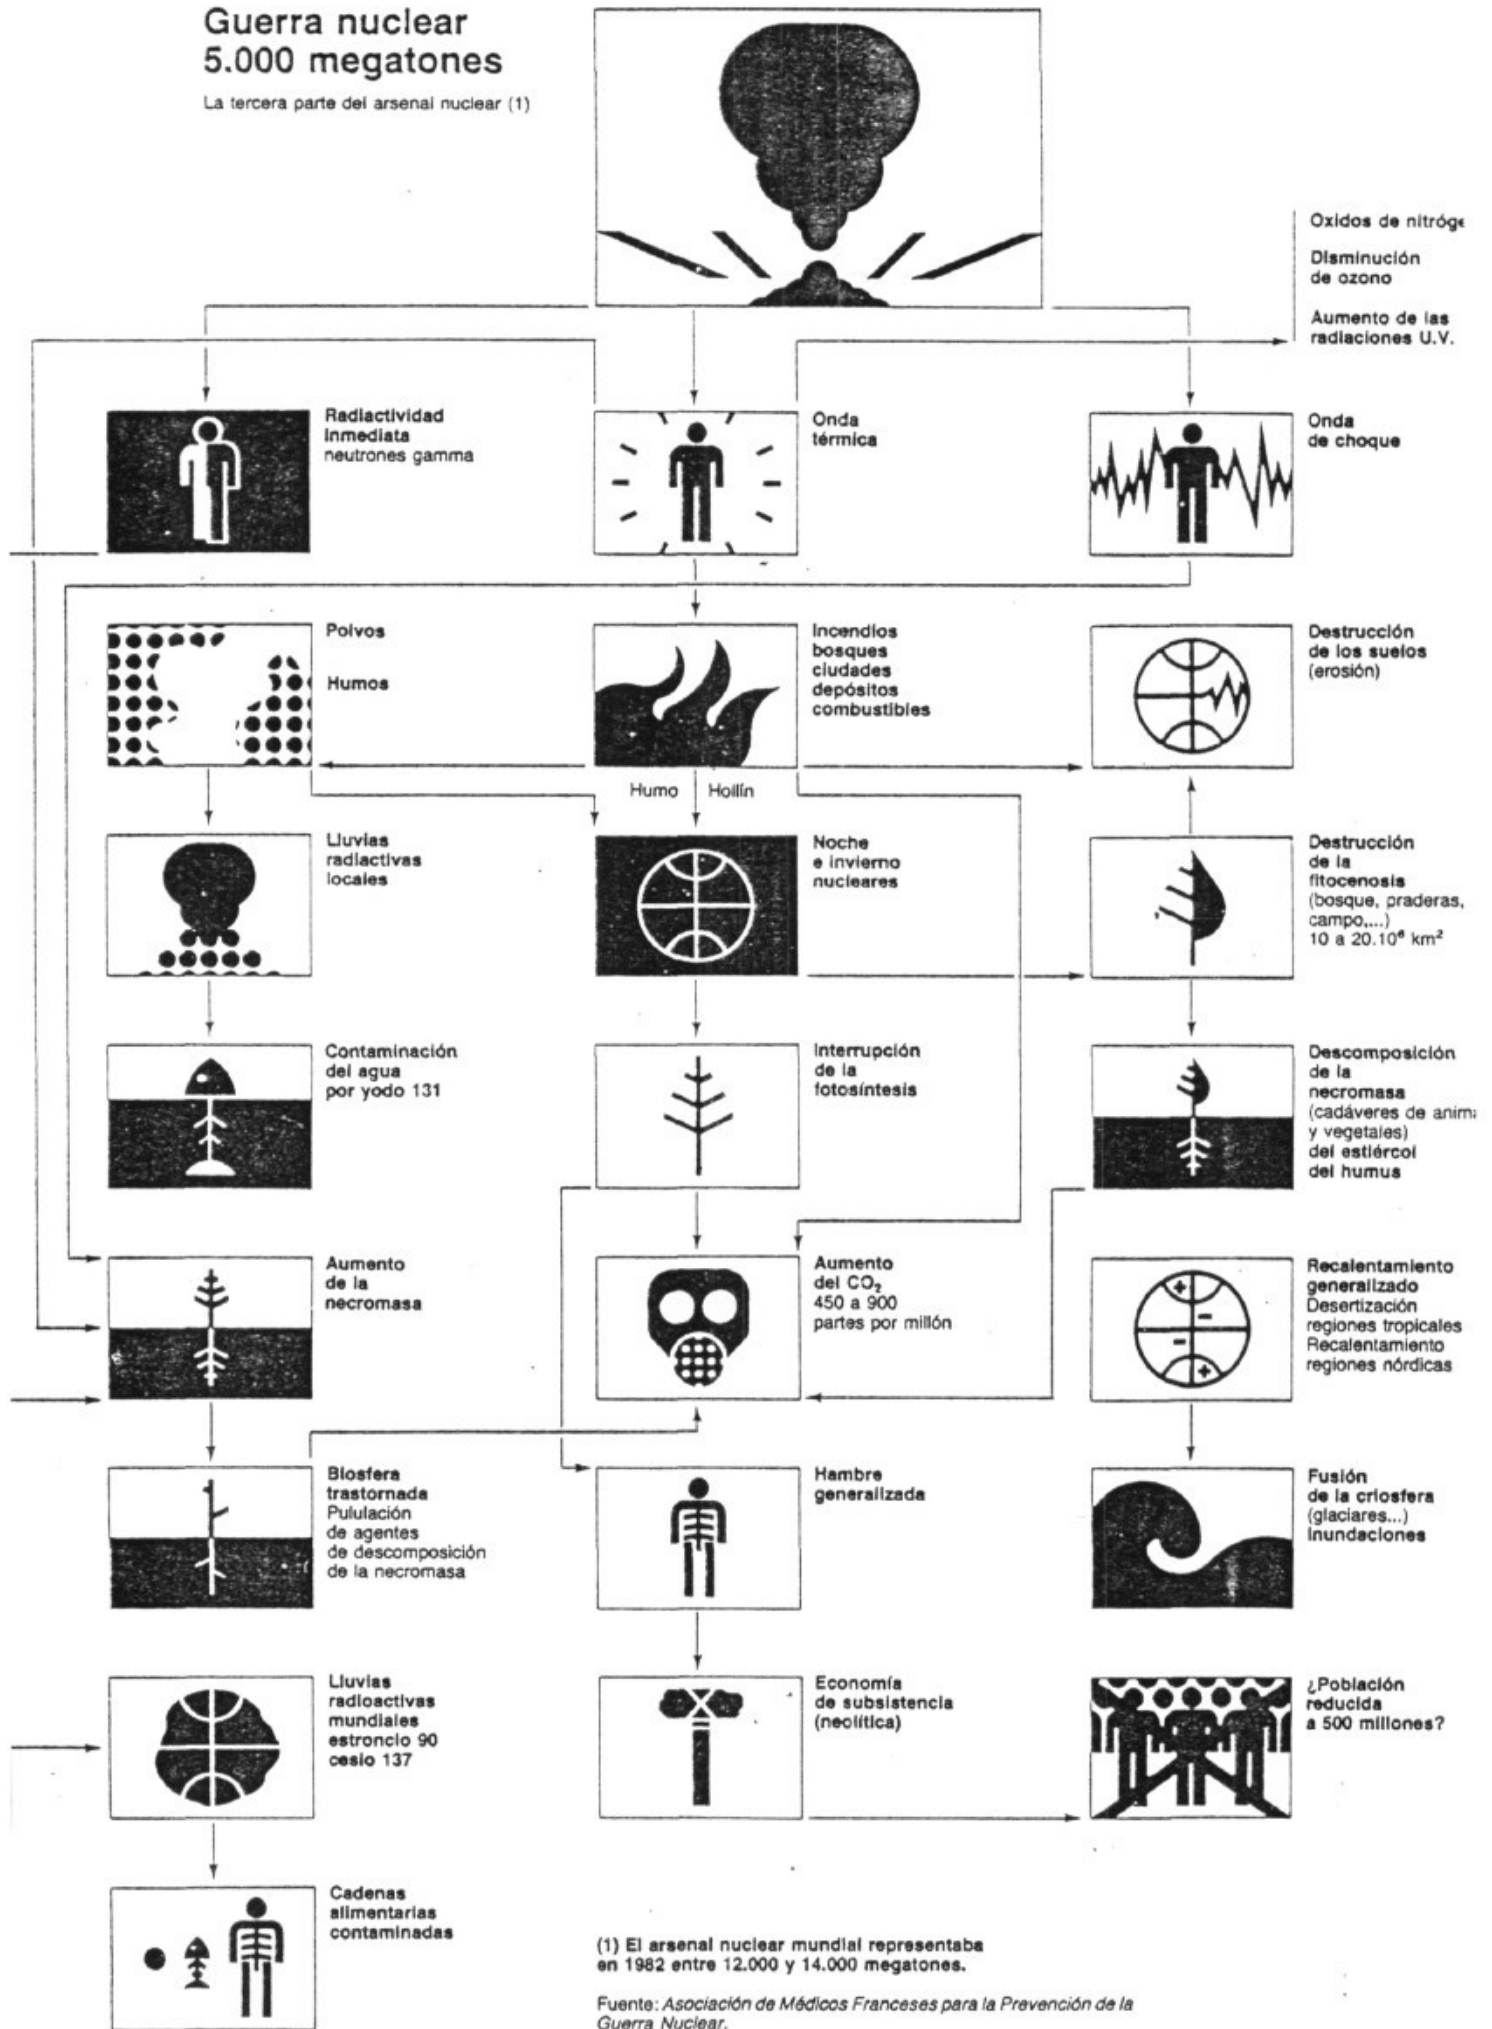 Guerra nuclear
5.000 megatones
La tercera parte del arsenal nuclear (1)
Oxidos de nitróge
Disminución
de ozono
Aumento de las
radiaciones U.V.
Radiactividad
Inmediata
neutrones gamma
Onda
térmica
Onda
de choque
Polvos
Humos
Incendios
bosques
ciudades
depósitos
combustibles
Destrucción
de los suelos
(erosión)
Humo
Hollín
Lluvias
radiactivas
locales
Noche
e invierno
nucleares
Destrucción
de la
fitocenosis
(bosque, praderas,
campo,...)
10 a 20.10⁶ km²
Contaminación
del agua
por yodo 131
Interrupción
de la
fotosíntesis
Descomposición
de la
necromasa
(cadáveres de anima
y vegetales)
del estiércol
del humus
Aumento
de la
necromasa
Aumento
del CO₂
450 a 900
partes por millón
Recalentamiento
generalizado
Desertización
regiones tropicales
Recalentamiento
regiones nórdicas
Biosfera
trastornada
Pululación
de agentes
de descomposición
de la necromasa
Hambre
generalizada
Fusión
de la criosfera
(glaciares...)
Inundaciones
Lluvias
radioactivas
mundiales
estroncio 90
cesio 137
Economía
de subsistencia
(neolítica)
¿Población
reducida
a 500 millones?
Cadenas
alimentarias
contaminadas
(1) El arsenal nuclear mundial representaba
en 1982 entre 12.000 y 14.000 megatones.
Fuente: Asociación de Médicos Franceses para la Prevención de la
Guerra Nuclear.